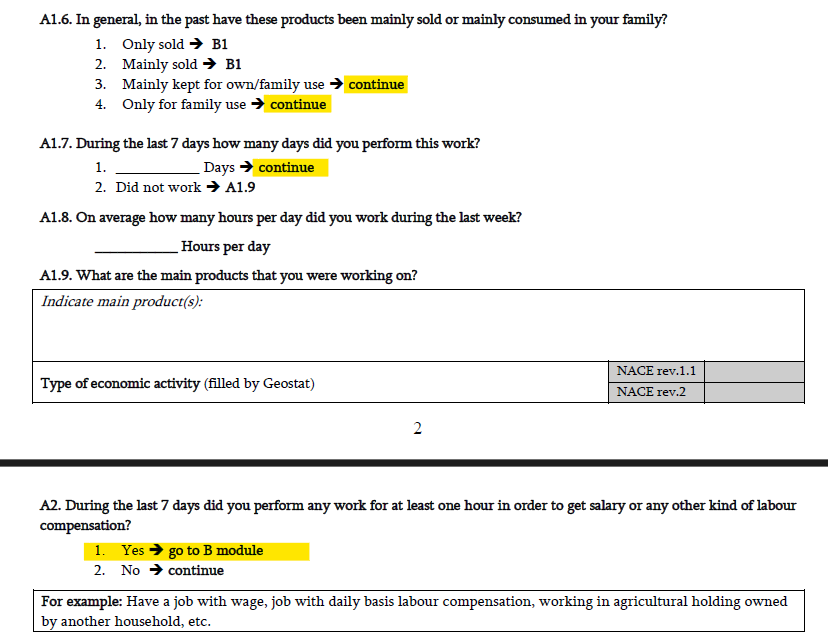 A1.6. In general, in the past have these products been mainly sold or mainly consumed in your family?
1. Only sold ➔ B1
2. Mainly sold ➔ B1
3. Mainly kept for own/family use ➔ continue
4. Only for family use ➔ continue
A1.7. During the last 7 days how many days did you perform this work?
1. ___________ Days ➔ continue
2. Did not work ➔ A1.9
A1.8. On average how many hours per day did you work during the last week?
___________ Hours per day
A1.9. What are the main products that you were working on?
Indicate main product(s):
Type of economic activity (filled by Geostat)
NACE rev.1.1
NACE rev.2
2
A2. During the last 7 days did you perform any work for at least one hour in order to get salary or any other kind of labour
compensation?
1. Yes ➔ go to B module
2. No ➔ continue
For example: Have a job with wage, job with daily basis labour compensation, working in agricultural holding owned
by another household, etc.